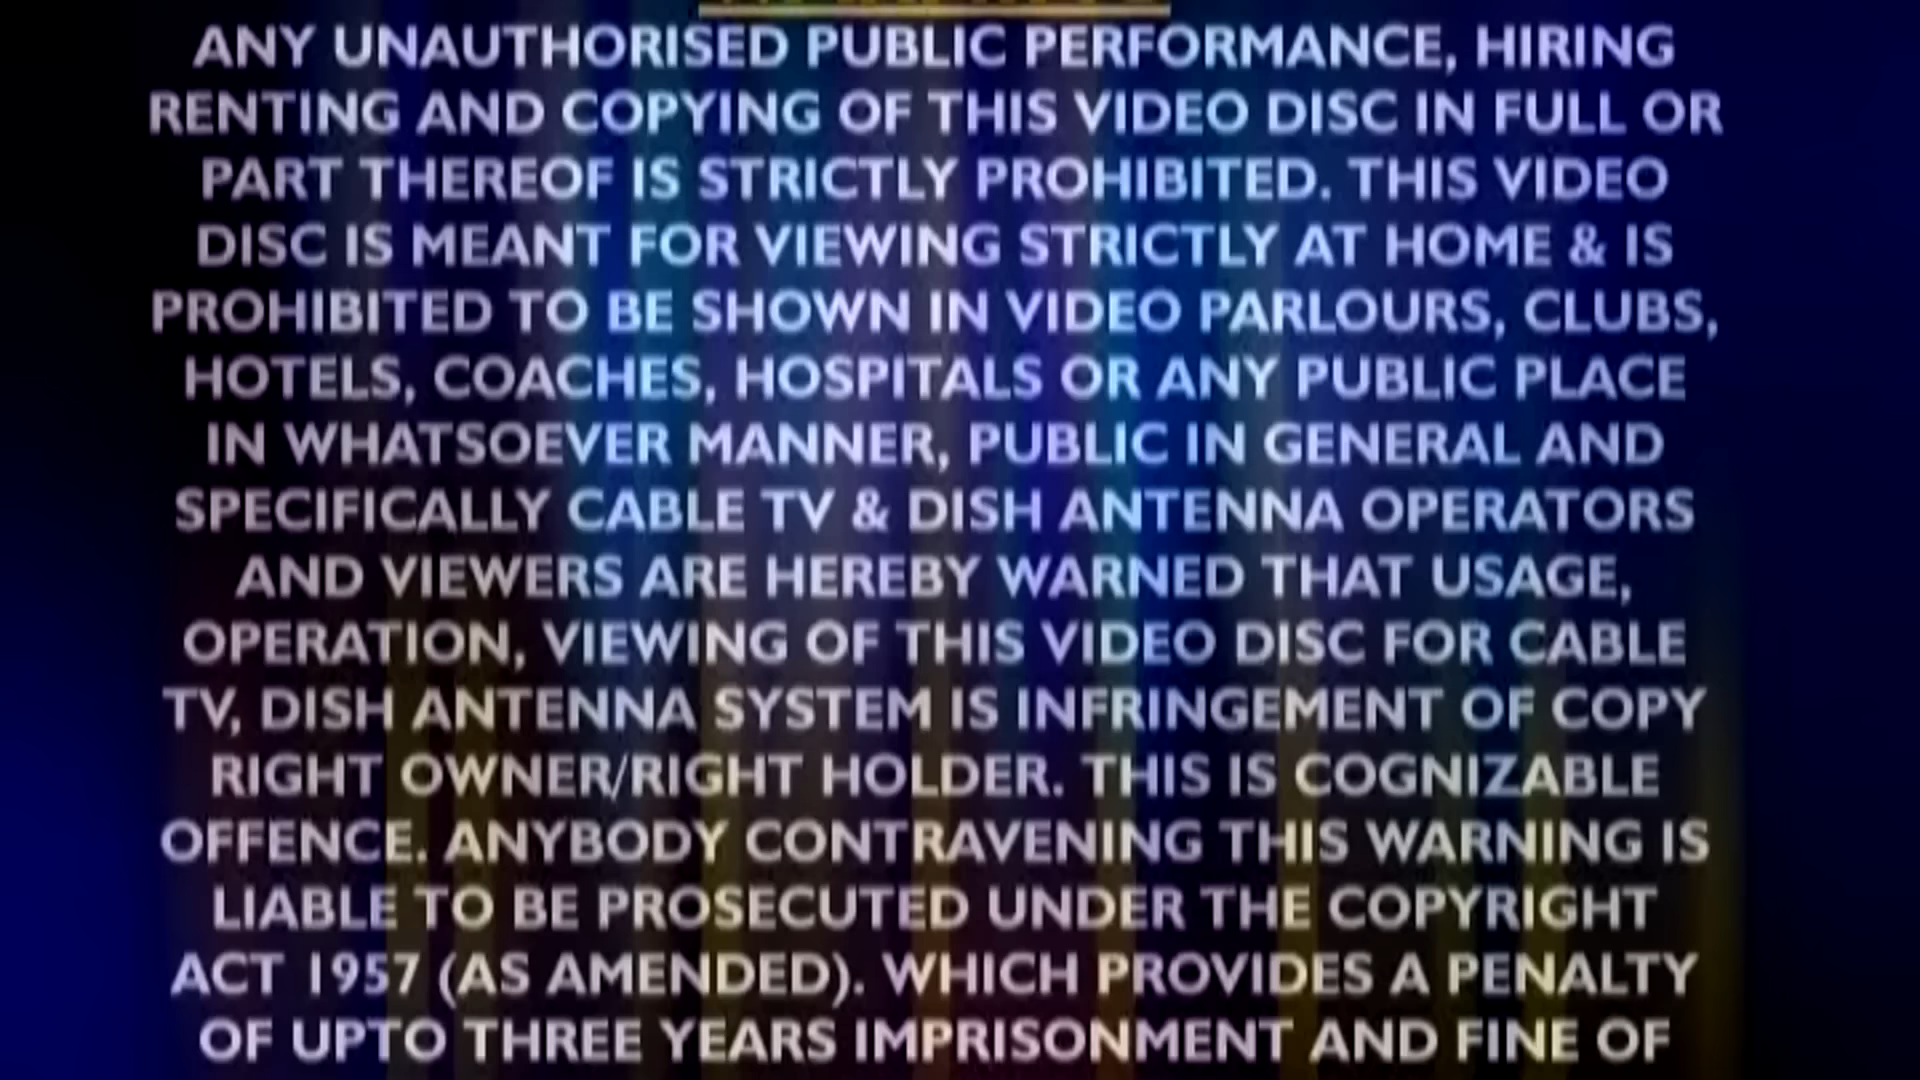 ANY UNAUTHORISED PUBLIC PERFORMANCE, HIRING
RENTING AND COPYING OF THIS VIDEO DISC IN FULL OR
PART THEREOF IS STRICTLY PROHIBITED. THIS VIDEO
DISC IS MEANT FOR VIEWING STRICTLY AT HOME & IS
PROHIBITED TO BE SHOWN IN VIDEO PARLOURS, CLUBS,
HOTELS, COACHES, HOSPITALS OR ANY PUBLIC PLACE
IN WHATSOEVER MANNER, PUBLIC IN GENERAL AND
SPECIFICALLY CABLE TV & DISH ANTENNA OPERATORS
AND VIEWERS ARE HEREBY WARNED THAT USAGE,
OPERATION, VIEWING OF THIS VIDEO DISC FOR CABLE
TV, DISH ANTENNA SYSTEM IS INFRINGEMENT OF COPY
RIGHT OWNER/RIGHT HOLDER. THIS IS COGNIZABLE
OFFENCE. ANYBODY CONTRAVENING THIS WARNING IS
LIABLE TO BE PROSECUTED UNDER THE COPYRIGHT
ACT 1957 (AS AMENDED). WHICH PROVIDES A PENALTY
OF UPTO THREE YEARS IMPRISONMENT AND FINE OF